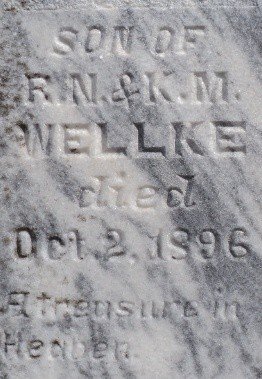 SON OF
R.N.&K.M.
WELLKE
died
Oct.2,1896
A treasure in
Heaven.